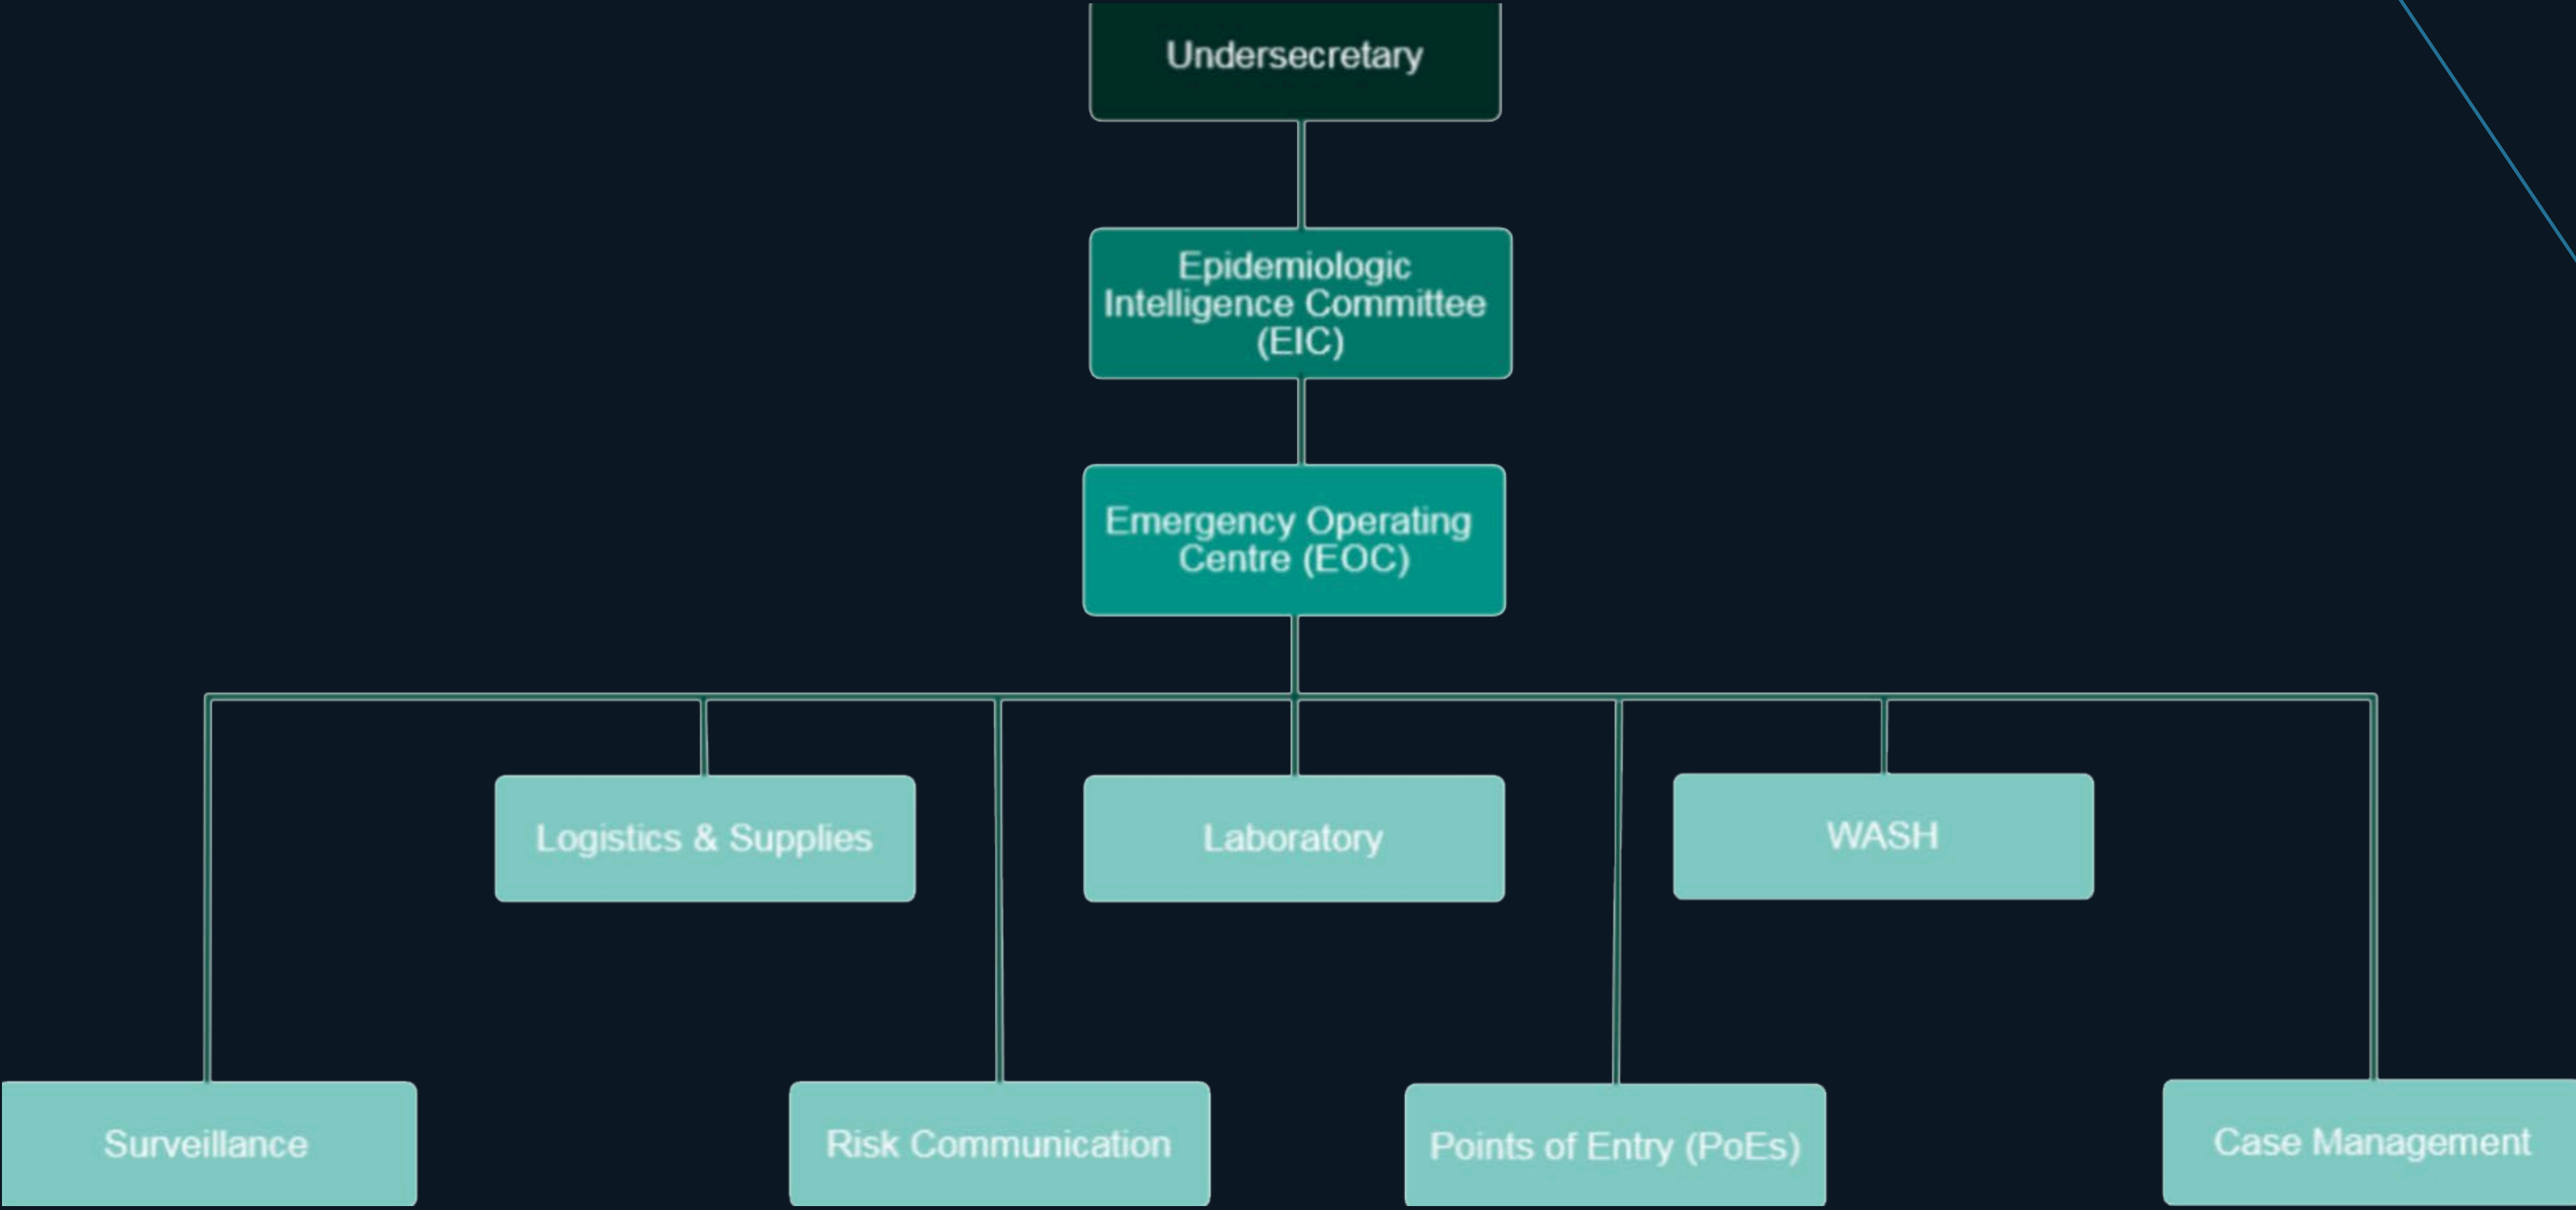 Undersecretary
Epidemiologic
Intelligence Committee
(EIC)
Emergency Operating
Centre (EOC)
Logistics & Supplies
Laboratory
WASH
Surveillance
Risk Communication
Points of Entry (PoEs)
Case Management